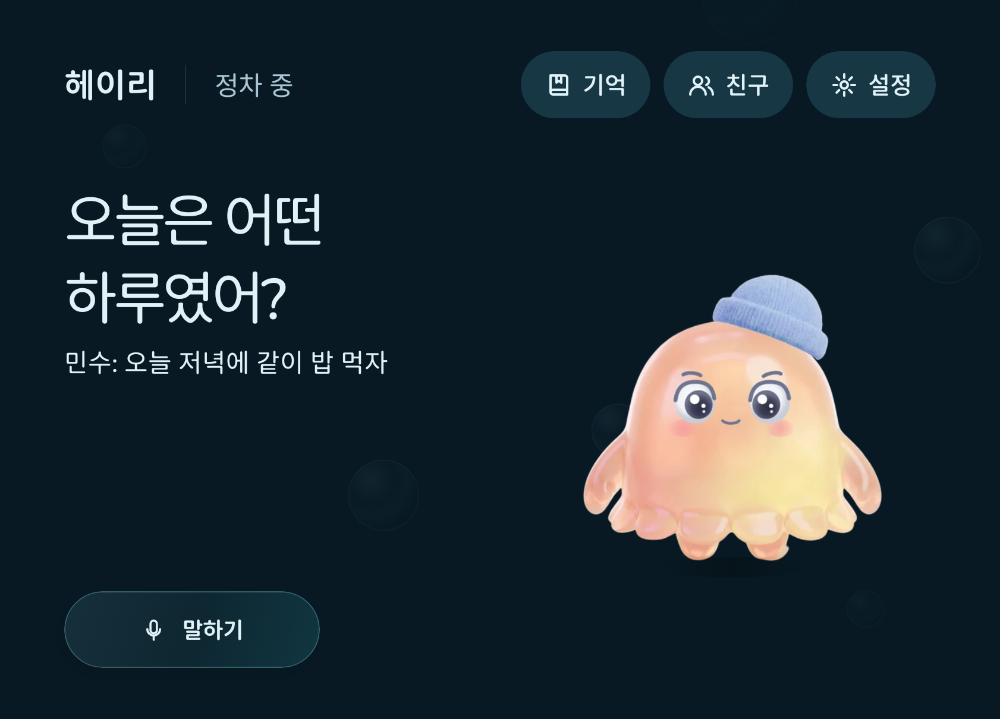 헤이리
정차 중
기억
친구
설정
오늘은 어떤
하루였어?
민수: 오늘 저녁에 같이 밥 먹자
말하기